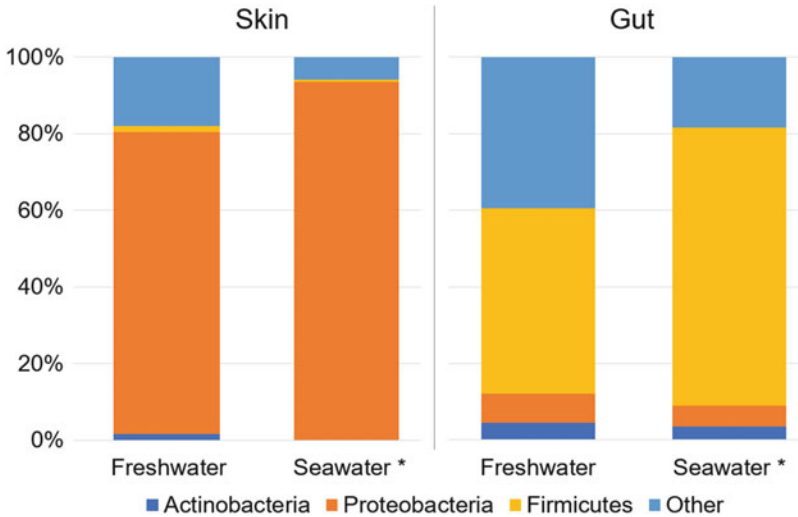 Skin Gut
100%
80%
60%
40%
20%
0%
Freshwater Seawater * Freshwater Seawater *
Actinobacteria Proteobacteria Firmicutes Other